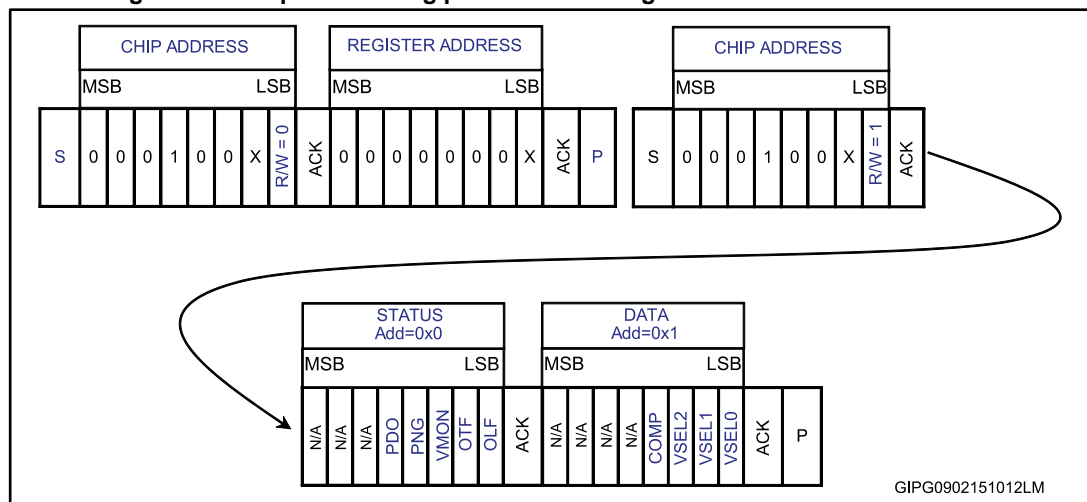 CHIP ADDRESS REGISTER ADDRESS CHIP ADDRESS
MSB LSB MSB LSB MSB LSB
S 0 0 0 1 0 0 X R/W = 0 ACK 0 0 0 0 0 0 0 X ACK P S 0 0 0 1 0 0 X R/W = 1 ACK
STATUS DATA
Add=0x0 Add=0x1
MSB LSB MSB LSB
N/A N/A N/A PDO PNG VMON OTF OLF ACK N/A N/A N/A N/A COMP VSEL2 VSEL1 VSEL0 ACK P
GIPG0902151012LM